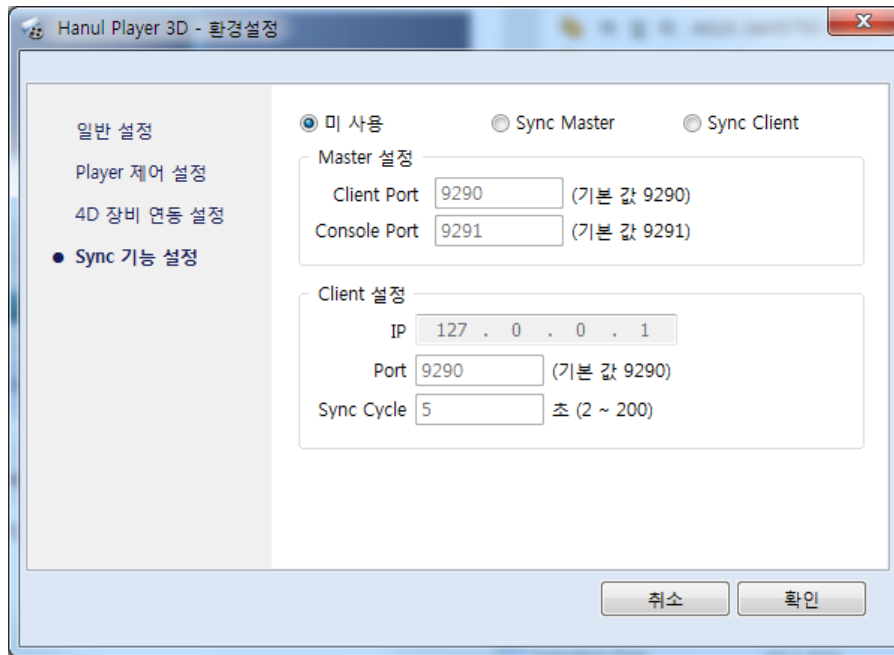 Hanul Player 3D - 환경설정
일반 설정
Player 제어 설정
4D 장비 연동 설정
Sync 기능 설정
미 사용 Sync Master Sync Client
Master 설정
Client Port 9290 (기본 값 9290)
Console Port 9291 (기본 값 9291)
Client 설정
IP 127 . 0 . 0 . 1
Port 9290 (기본 값 9290)
Sync Cycle 5 초 (2 ~ 200)
취소 확인